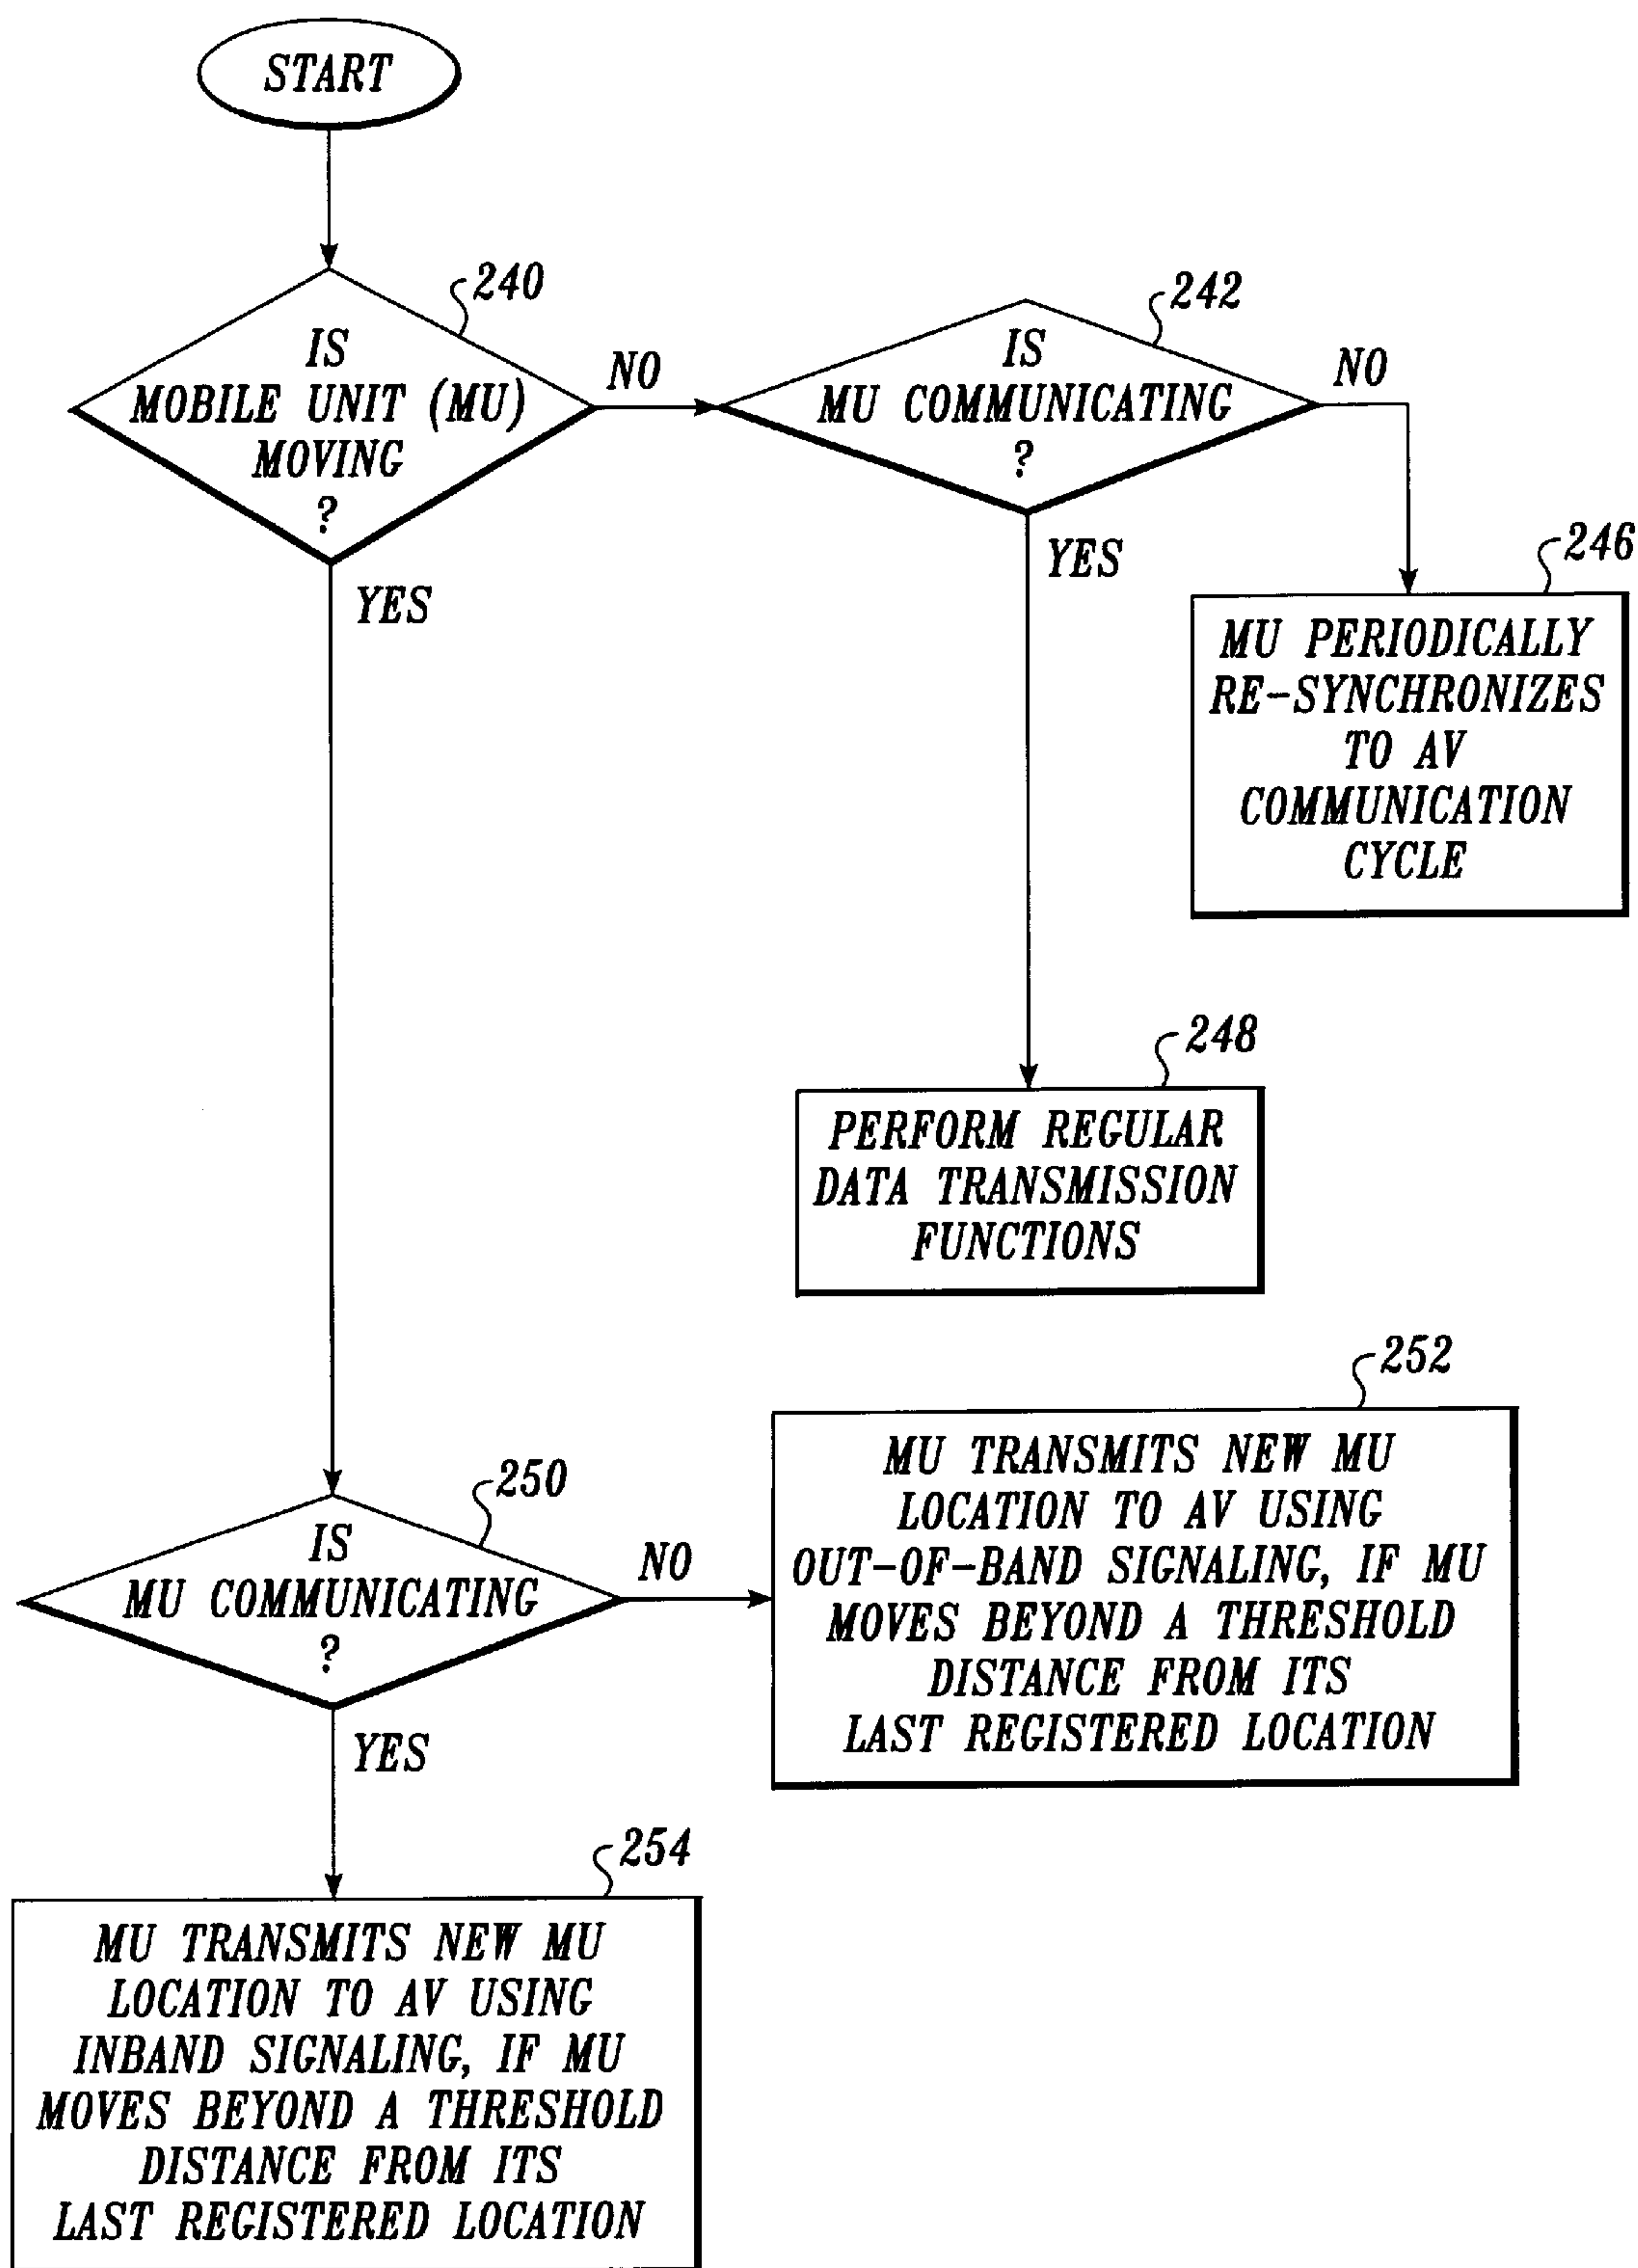 START
240
IS
MOBILE UNIT (MU)
MOVING
?
NO
YES
242
IS
MU COMMUNICATING
?
NO
YES
246
MU PERIODICALLY
RE-SYNCHRONIZES
TO AV
COMMUNICATION
CYCLE
248
PERFORM REGULAR
DATA TRANSMISSION
FUNCTIONS
250
IS
MU COMMUNICATING
?
NO
YES
252
MU TRANSMITS NEW MU
LOCATION TO AV USING
OUT-OF-BAND SIGNALING, IF MU
MOVES BEYOND A THRESHOLD
DISTANCE FROM ITS
LAST REGISTERED LOCATION
254
MU TRANSMITS NEW MU
LOCATION TO AV USING
INBAND SIGNALING, IF MU
MOVES BEYOND A THRESHOLD
DISTANCE FROM ITS
LAST REGISTERED LOCATION